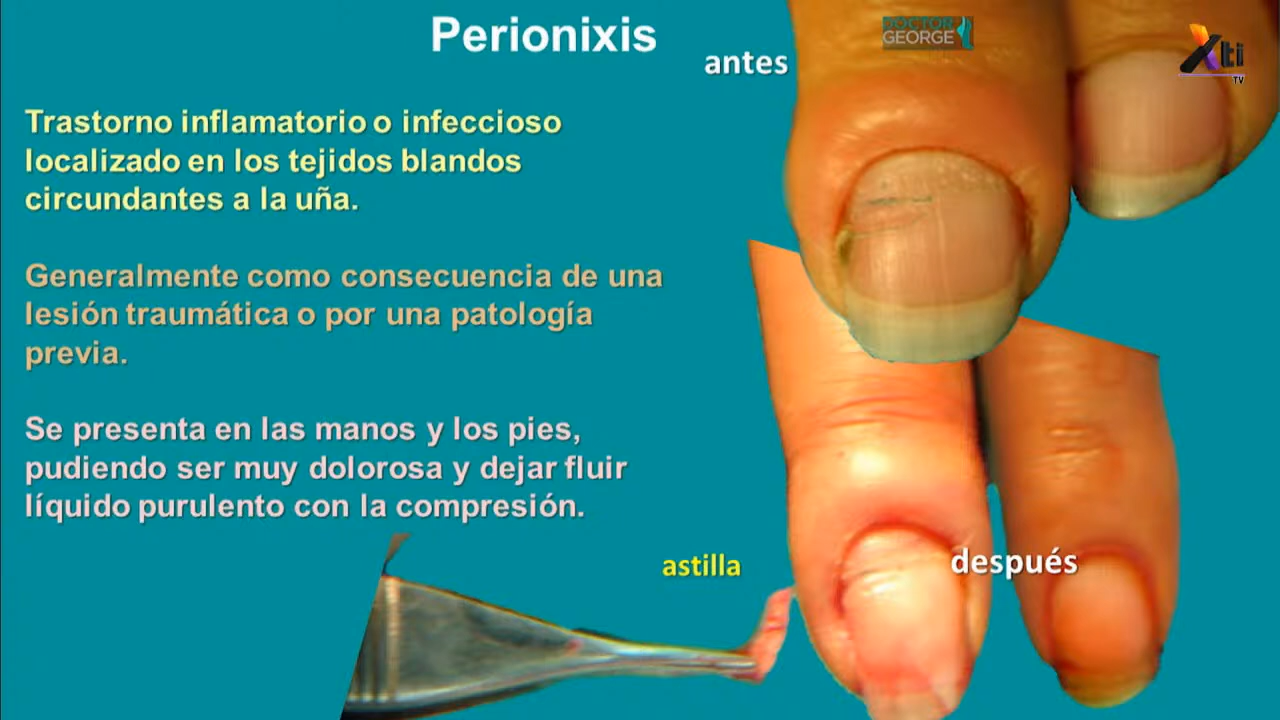 Perionixis
antes
DOCTOR
GEORGE
Xti
TV
Trastorno inflamatorio o infeccioso
localizado en los tejidos blandos
circundantes a la uña.
Generalmente como consecuencia de una
lesión traumática o por una patología
previa.
Se presenta en las manos y los pies,
pudiendo ser muy dolorosa y dejar fluir
líquido purulento con la compresión.
astilla
después